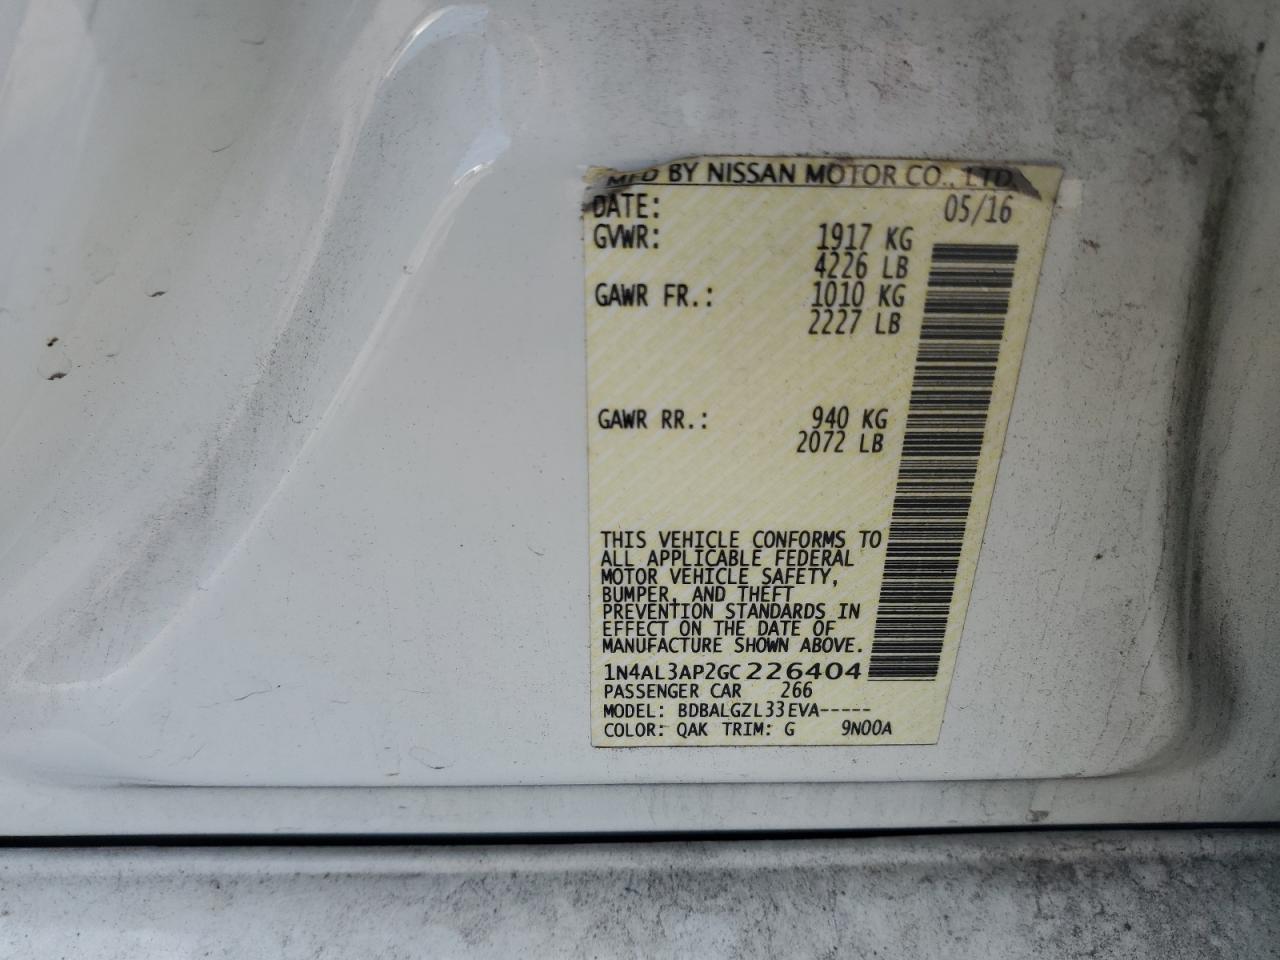 MFD BY NISSAN MOTOR CO., LTD.
DATE: 05/16
GVWR: 1917 KG
4226 LB
GAWR FR.: 1010 KG
2227 LB
GAWR RR.: 940 KG
2072 LB
THIS VEHICLE CONFORMS TO
ALL APPLICABLE FEDERAL
MOTOR VEHICLE SAFETY,
BUMPER, AND THEFT
PREVENTION STANDARDS IN
EFFECT ON THE DATE OF
MANUFACTURE SHOWN ABOVE.
1N4AL3AP2GC226404
PASSENGER CAR 266
MODEL: BDBALGZL33EVA-----
COLOR: QAK TRIM: G 9N00A